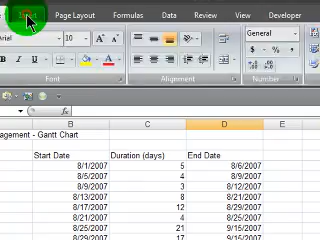 Page Layout Formulas Data Review View Developer
Arial 10 A A General
B $ % ,
Font Alignment Number
fx
B C D E
agement - Gantt Chart
Start Date Duration (days) End Date
8/1/2007 5 8/6/2007
8/5/2007 4 8/9/2007
8/9/2007 3 8/12/2007
8/13/2007 8 8/21/2007
8/17/2007 12 8/29/2007
8/21/2007 4 8/25/2007
8/25/2007 21 9/15/2007
8/29/2007 17 9/15/2007